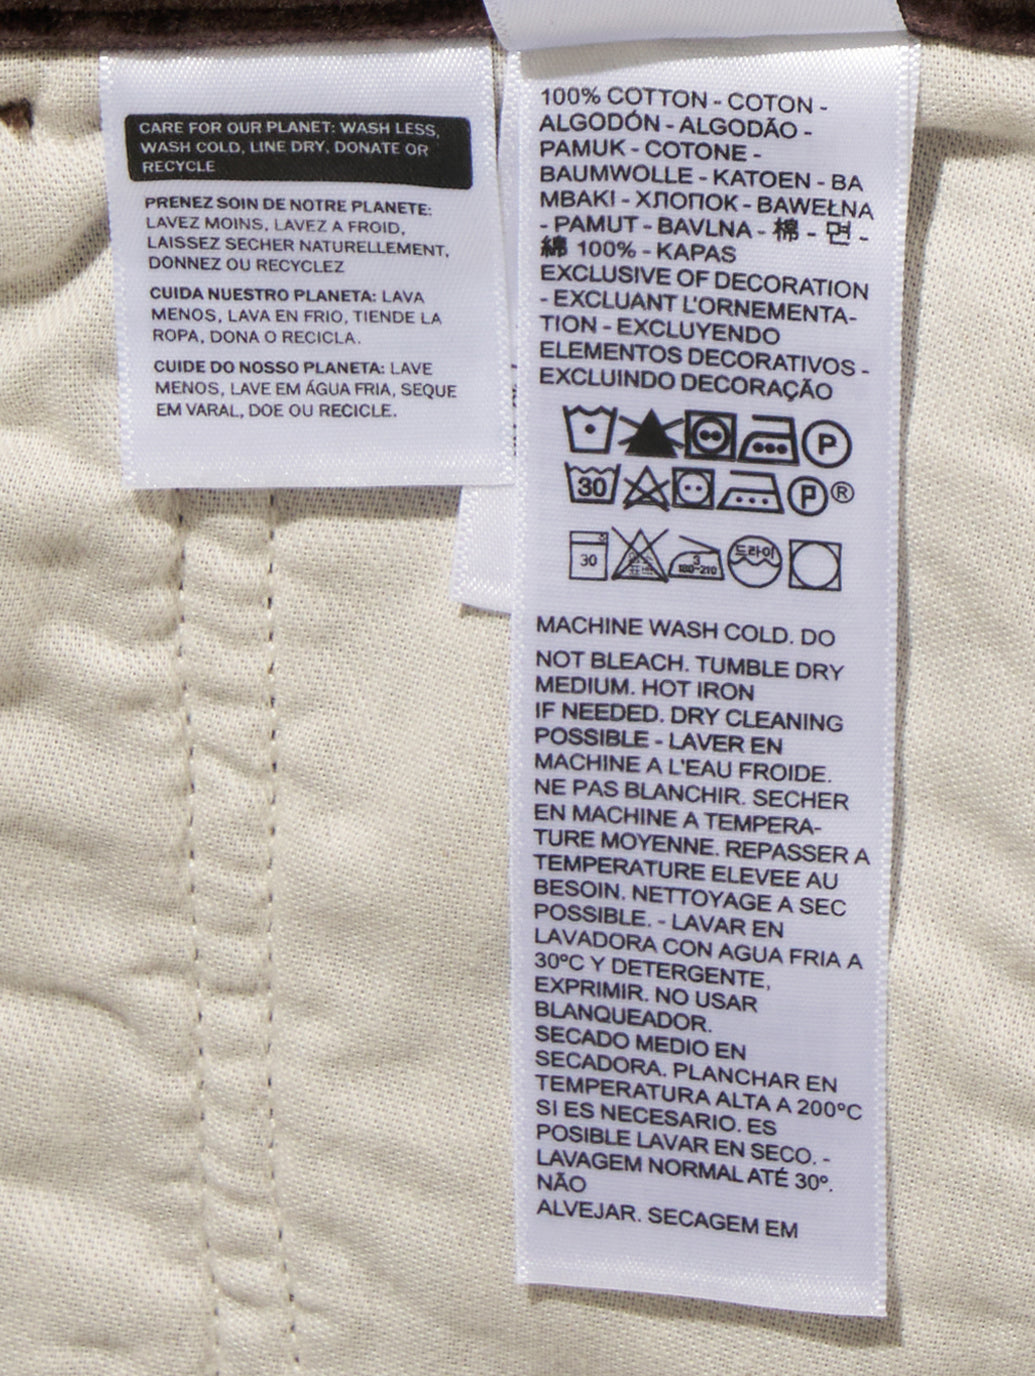 CARE FOR OUR PLANET: WASH LESS,
WASH COLD, LINE DRY, DONATE OR
RECYCLE
PRENEZ SOIN DE NOTRE PLANETE:
LAVEZ MOINS, LAVEZ A FROID,
LAISSEZ SECHER NATURELLEMENT,
DONNEZ OU RECYCLEZ
CUIDA NUESTRO PLANETA: LAVA
MENOS, LAVA EN FRIO, TIENDE LA
ROPA, DONA O RECICLA.
CUIDE DO NOSSO PLANETA: LAVE
MENOS, LAVE EM ÁGUA FRIA, SEQUE
EM VARAL, DOE OU RECICLE.
100% COTTON - COTON -
ALGODÓN - ALGODÃO -
PAMUK - COTONE -
BAUMWOLLE - KATOEN - BA
MBAKI - ХЛОПОК - BAWEŁNA
- PAMUT - BAVLNA - 棉 - 면 -
綿 100% - KAPAS
EXCLUSIVE OF DECORATION
- EXCLUANT L'ORNEMENTA-
TION - EXCLUYENDO
ELEMENTOS DECORATIVOS -
EXCLUINDO DECORAÇÃO
P
30 P ®
30 3 180~210 드라이
MACHINE WASH COLD. DO
NOT BLEACH. TUMBLE DRY
MEDIUM. HOT IRON
IF NEEDED. DRY CLEANING
POSSIBLE - LAVER EN
MACHINE A L'EAU FROIDE.
NE PAS BLANCHIR. SECHER
EN MACHINE A TEMPERA-
TURE MOYENNE. REPASSER A
TEMPERATURE ELEVEE AU
BESOIN. NETTOYAGE A SEC
POSSIBLE. - LAVAR EN
LAVADORA CON AGUA FRIA A
30ºC Y DETERGENTE,
EXPRIMIR. NO USAR
BLANQUEADOR.
SECADO MEDIO EN
SECADORA. PLANCHAR EN
TEMPERATURA ALTA A 200ºC
SI ES NECESARIO. ES
POSIBLE LAVAR EN SECO. -
LAVAGEM NORMAL ATÉ 30º.
NÃO
ALVEJAR. SECAGEM EM